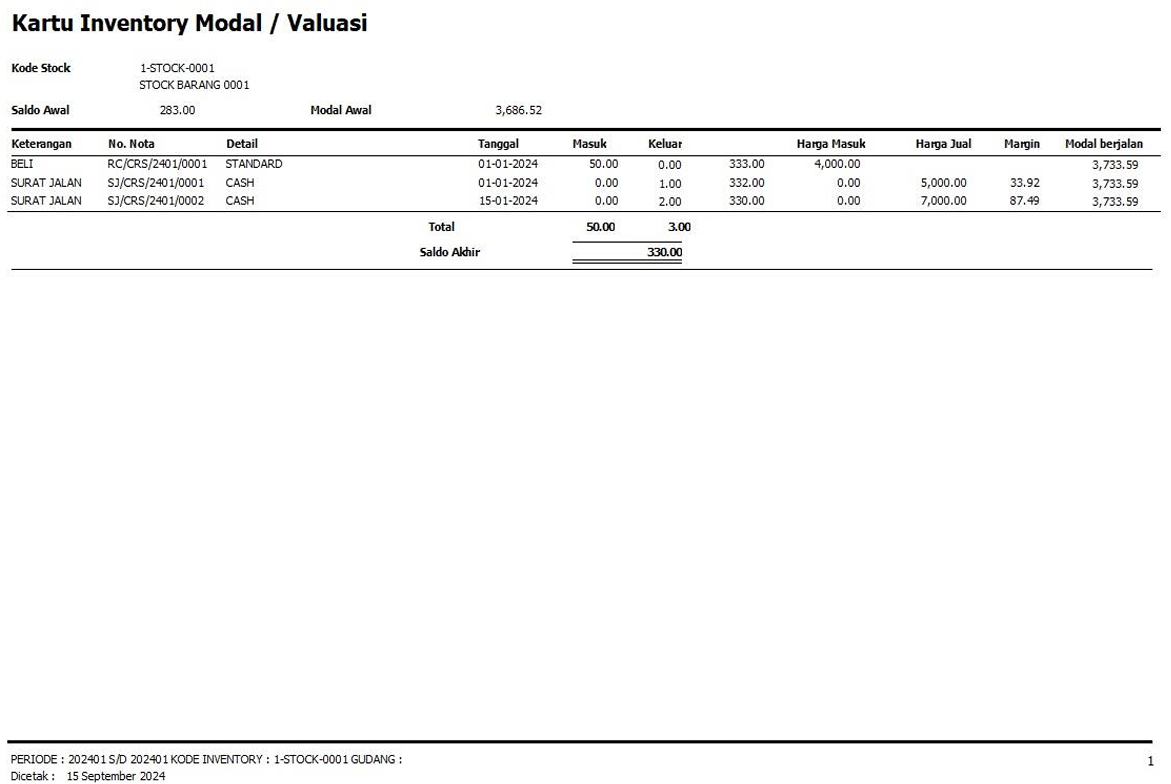 Kartu Inventory Modal / Valuasi
Kode Stock 1-STOCK-0001
STOCK BARANG 0001
Saldo Awal 283.00 Modal Awal 3,686.52
Keterangan No. Nota Detail Tanggal Masuk Keluar Harga Masuk Harga Jual Margin Modal berjalan
BELI RC/CRS/2401/0001 STANDARD 01-01-2024 50.00 0.00 333.00 4,000.00 3,733.59
SURAT JALAN SJ/CRS/2401/0001 CASH 01-01-2024 0.00 1.00 332.00 0.00 5,000.00 33.92 3,733.59
SURAT JALAN SJ/CRS/2401/0002 CASH 15-01-2024 0.00 2.00 330.00 0.00 7,000.00 87.49 3,733.59
Total 50.00 3.00
Saldo Akhir 330.00
PERIODE : 202401 S/D 202401 KODE INVENTORY : 1-STOCK-0001 GUDANG : 1
Dicetak : 15 September 2024